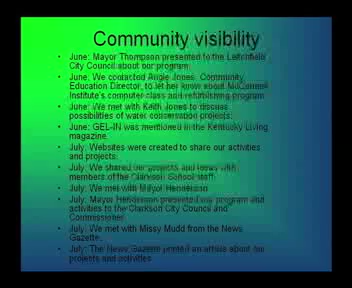 Community visibility
• June: Mayor Thompson presented to the Leitchfield
City Council about our program.
• June: We contacted Angie Jones, Community
Education Director, to let her know about
Institute's computer class and refurbishing program
• June: We met with Keith Jones to discuss
possibilities of water conservation projects.
• June: GEL-IN was mentioned in the Kentucky Living
magazine.
• July: Websites were created to share our activities
and projects.
• July: We shared our projects and ideas with
members of the Clarkson School staff.
• July: We met with Mayor Henderson
• July: Mayor Henderson presented our program and
activities to the Clarkson City Council and
Commissioner.
• July: We met with Missy Mudd from the News
Gazette.
• July: The News Gazette printed an article about our
projects and activities